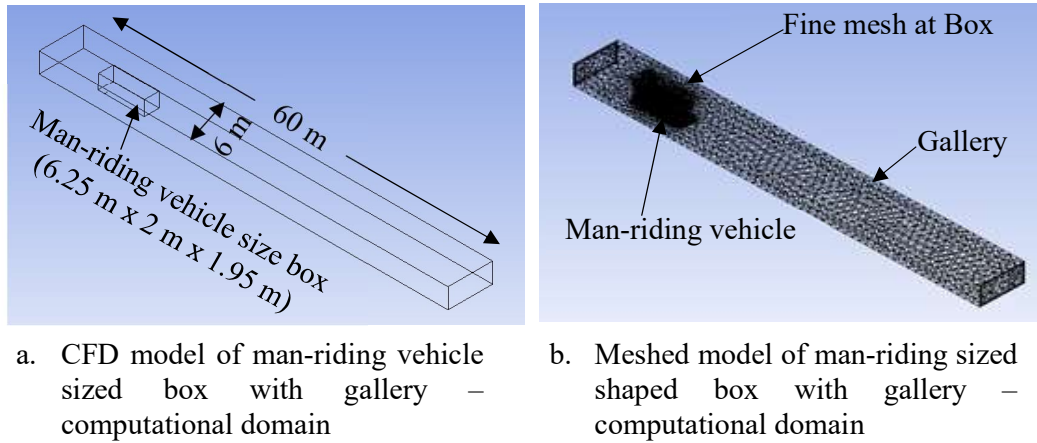 60 m
6 m
Man-riding vehicle size box
(6.25 m x 2 m x 1.95 m)
Fine mesh at Box
Gallery
Man-riding vehicle
a. CFD model of man-riding vehicle
sized box with gallery –
computational domain
b. Meshed model of man-riding sized
shaped box with gallery –
computational domain